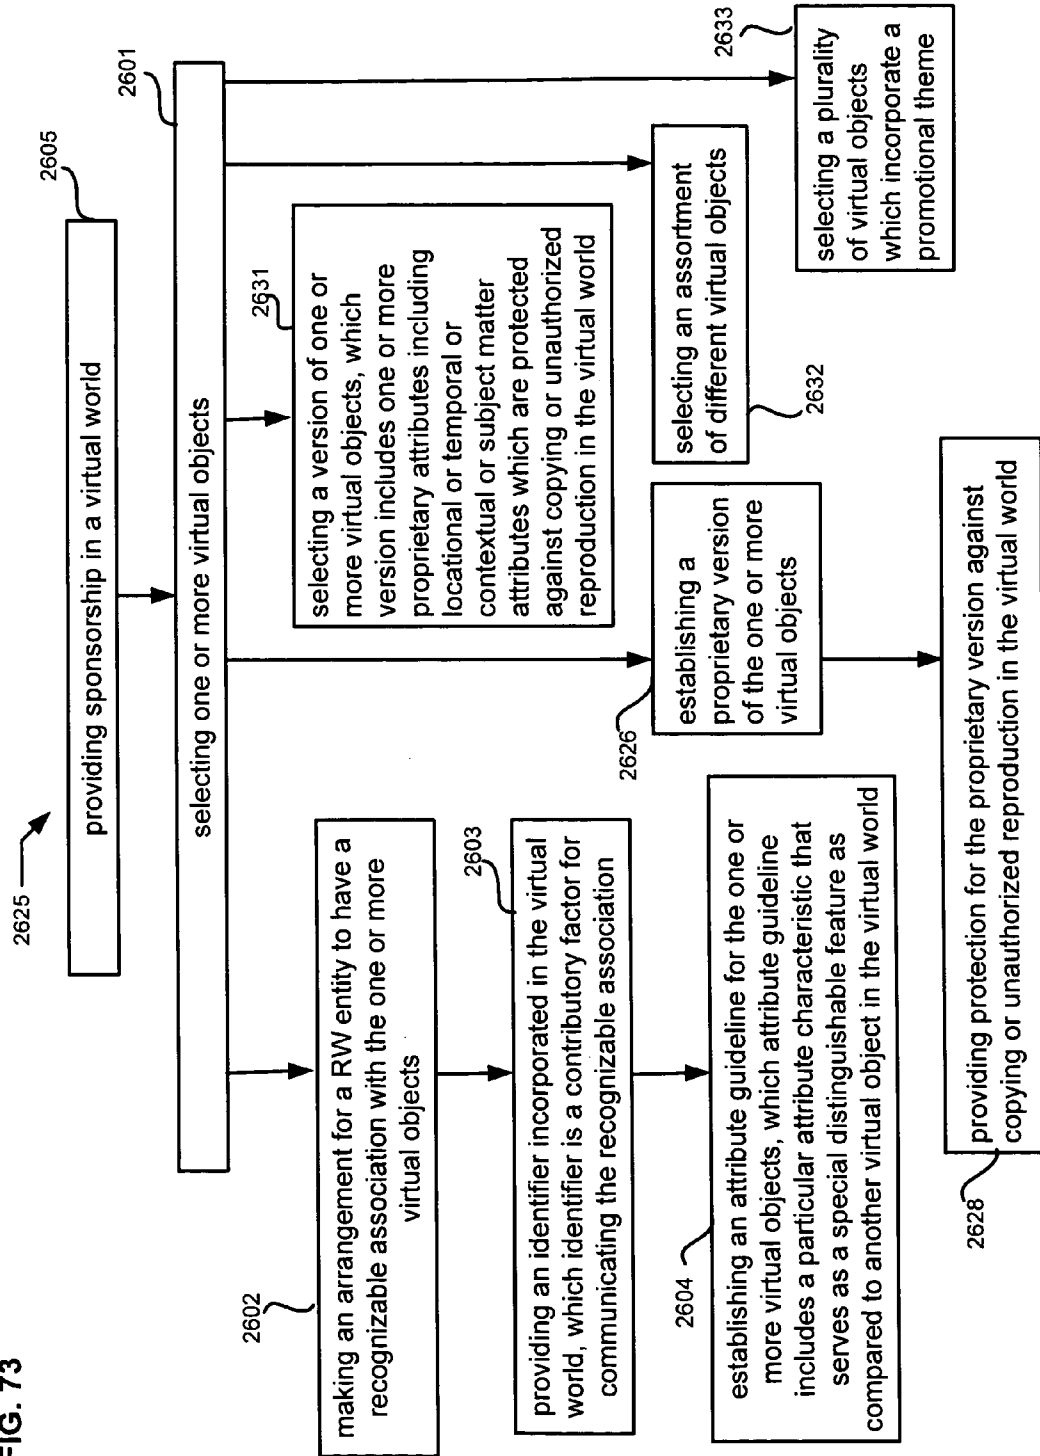 FIG. 73
2625
providing sponsorship in a virtual world
2605
selecting one or more virtual objects
2601
2602
making an arrangement for a RW entity to have a
recognizable association with the one or more
virtual objects
2603
providing an identifier incorporated in the virtual
world, which identifier is a contributory factor for
communicating the recognizable association
2604
establishing an attribute guideline for the one or
more virtual objects, which attribute guideline
includes a particular attribute characteristic that
serves as a special distinguishable feature as
compared to another virtual object in the virtual world
2631
selecting a version of one or
more virtual objects, which
version includes one or more
proprietary attributes including
locational or temporal or
contextual or subject matter
attributes which are protected
against copying or unauthorized
reproduction in the virtual world
2626
establishing a
proprietary version
of the one or more
virtual objects
2628
providing protection for the proprietary version against
copying or unauthorized reproduction in the virtual world
selecting an assortment
of different virtual objects
2632
2633
selecting a plurality
of virtual objects
which incorporate a
promotional theme